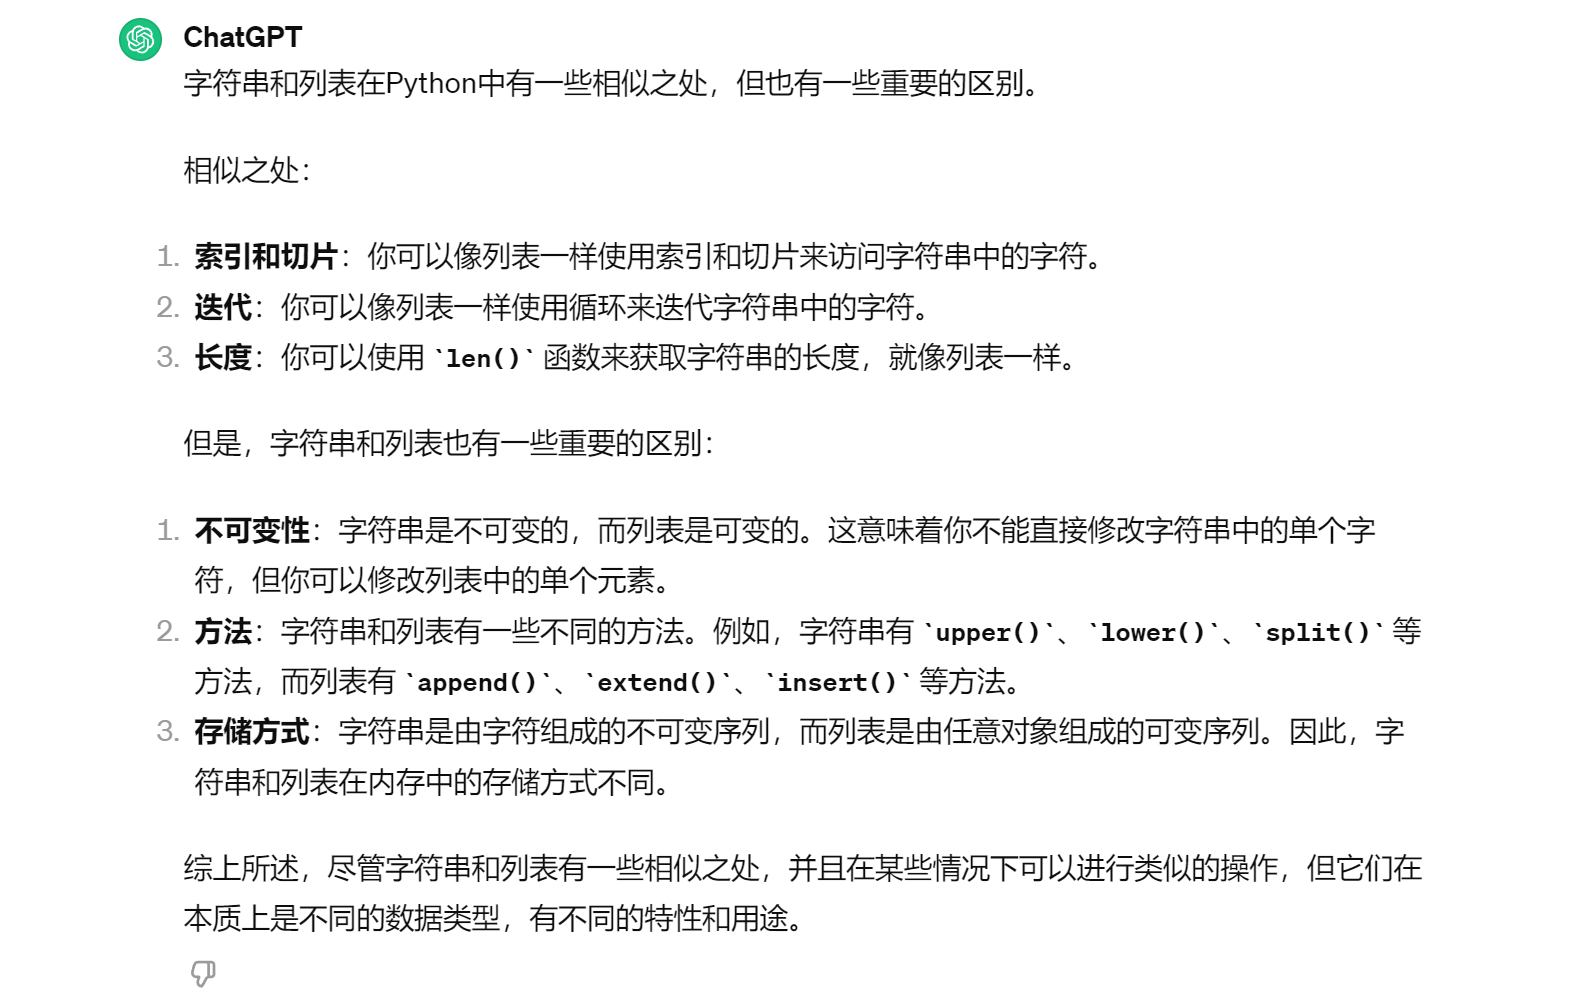 ChatGPT
字符串和列表在Python中有一些相似之处，但也有一些重要的区别。
相似之处：
1. 索引和切片：你可以像列表一样使用索引和切片来访问字符串中的字符。
2. 迭代：你可以像列表一样使用循环来迭代字符串中的字符。
3. 长度：你可以使用 `len()` 函数来获取字符串的长度，就像列表一样。
但是，字符串和列表也有一些重要的区别：
1. 不可变性：字符串是不可变的，而列表是可变的。这意味着你不能直接修改字符串中的单个字
符，但你可以修改列表中的单个元素。
2. 方法：字符串和列表有一些不同的方法。例如，字符串有 `upper()`、`lower()`、`split()` 等
方法，而列表有 `append()`、`extend()`、`insert()` 等方法。
3. 存储方式：字符串是由字符组成的不可变序列，而列表是由任意对象组成的可变序列。因此，字
符串和列表在内存中的存储方式不同。
综上所述，尽管字符串和列表有一些相似之处，并且在某些情况下可以进行类似的操作，但它们在
本质上是不同的数据类型，有不同的特性和用途。